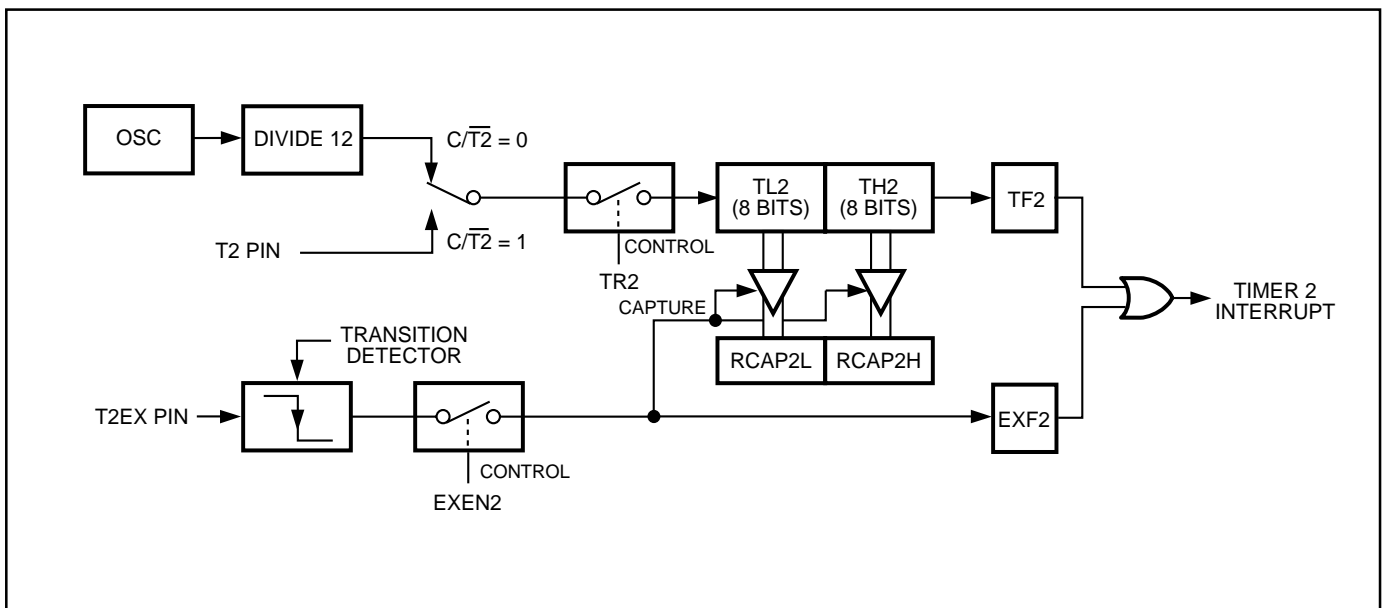 OSC
DIVIDE 12
C/T2 = 0
TL2
(8 BITS)
TH2
(8 BITS)
TF2
T2 PIN
C/T2 = 1
CONTROL
TR2
CAPTURE
TIMER 2
INTERRUPT
TRANSITION
DETECTOR
RCAP2L
RCAP2H
T2EX PIN
EXF2
CONTROL
EXEN2